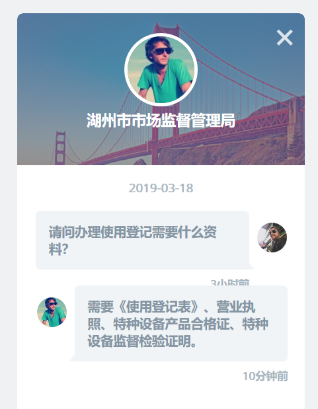 湖州市市场监督管理局
2019-03-18
请问办理使用登记需要什么资
料?
3小时前
需要《使用登记表》、营业执
照、特种设备产品合格证、特种
设备监督检验证明。
10分钟前